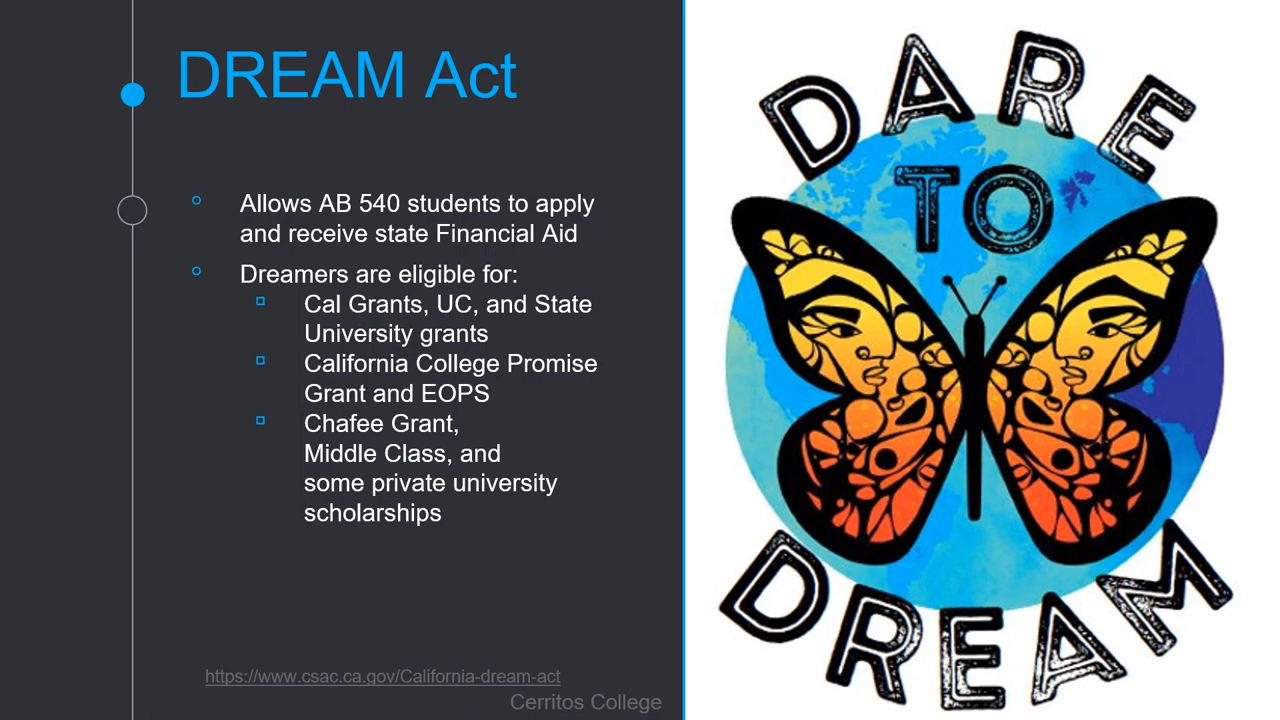 DREAM Act
Allows AB 540 students to apply
and receive state Financial Aid
Dreamers are eligible for:
Cal Grants, UC, and State
University grants
California College Promise
Grant and EOPS
Chafee Grant,
Middle Class, and
some private university
scholarships
https://www.csac.ca.gov/California-dream-act
Cerritos College
DARE
TO
DREAM